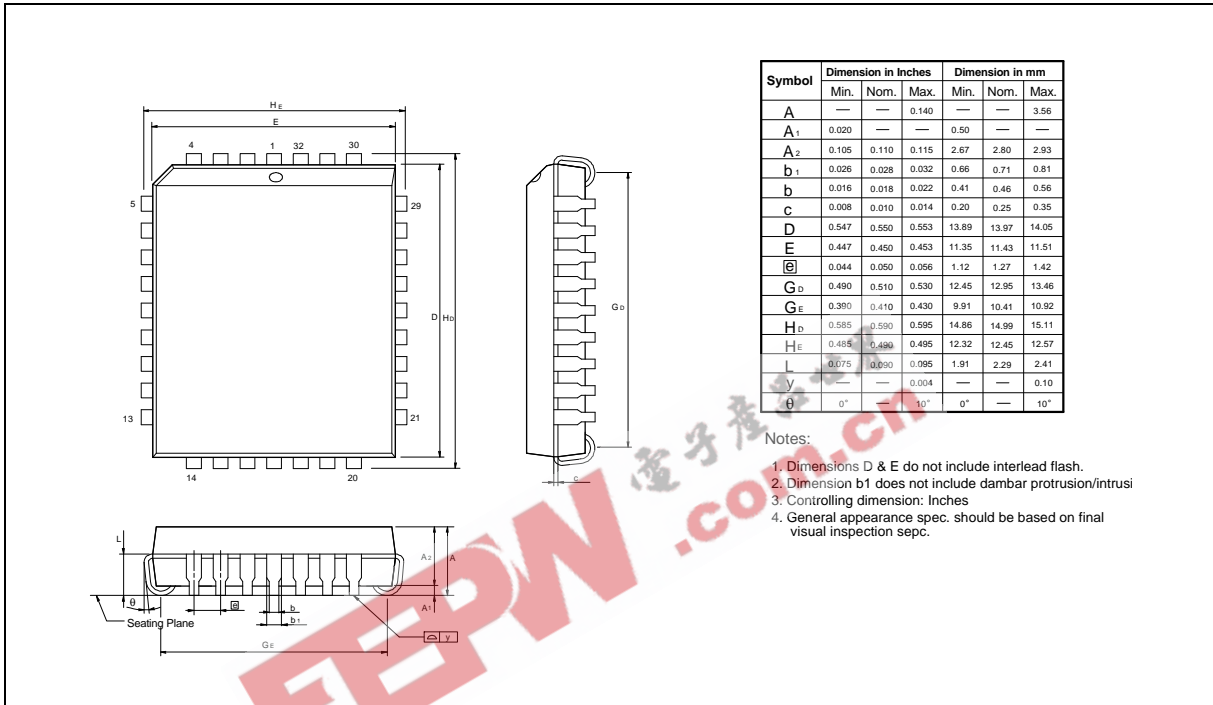 H E
E
4 1 32 30
5 29
13 21
14 20
D H D
G D
c
L
A 2 A
A 1
θ
e
b
b 1
Seating Plane
y
G E
Symbol Dimension in Inches Dimension in mm
Min. Nom. Max. Min. Nom. Max.
A — — 0.140 — — 3.56
A 1 0.020 — — 0.50 — —
A 2 0.105 0.110 0.115 2.67 2.80 2.93
b 1 0.026 0.028 0.032 0.66 0.71 0.81
b 0.016 0.018 0.022 0.41 0.46 0.56
c 0.008 0.010 0.014 0.20 0.25 0.35
D 0.547 0.550 0.553 13.89 13.97 14.05
E 0.447 0.450 0.453 11.35 11.43 11.51
e 0.044 0.050 0.056 1.12 1.27 1.42
G D 0.490 0.510 0.530 12.45 12.95 13.46
G E 0.390 0.410 0.430 9.91 10.41 10.92
H D 0.585 0.590 0.595 14.86 14.99 15.11
H E 0.485 0.490 0.495 12.32 12.45 12.57
L 0.075 0.090 0.095 1.91 2.29 2.41
y — — 0.004 — — 0.10
θ 0° — 10° 0° — 10°
Notes:
1. Dimensions D & E do not include interlead flash.
2. Dimension b1 does not include dambar protrusion/intrusi
3. Controlling dimension: Inches
4. General appearance spec. should be based on final
visual inspection sepc.
EEPW 電子產品世界
.com.cn